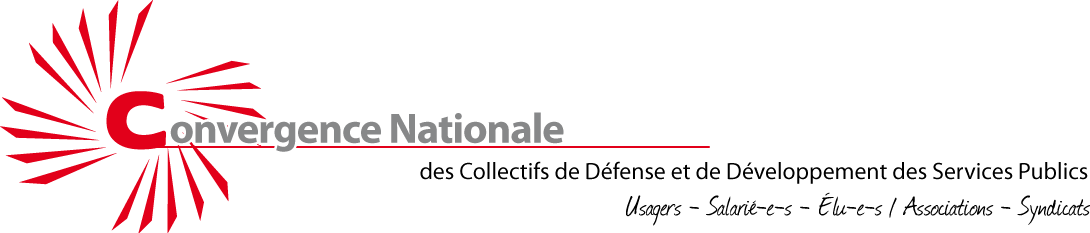 Convergence Nationale
des Collectifs de Défense et de Développement des Services Publics
Usagers - Salarié-e-s - Élu-e-s / Associations - Syndicats